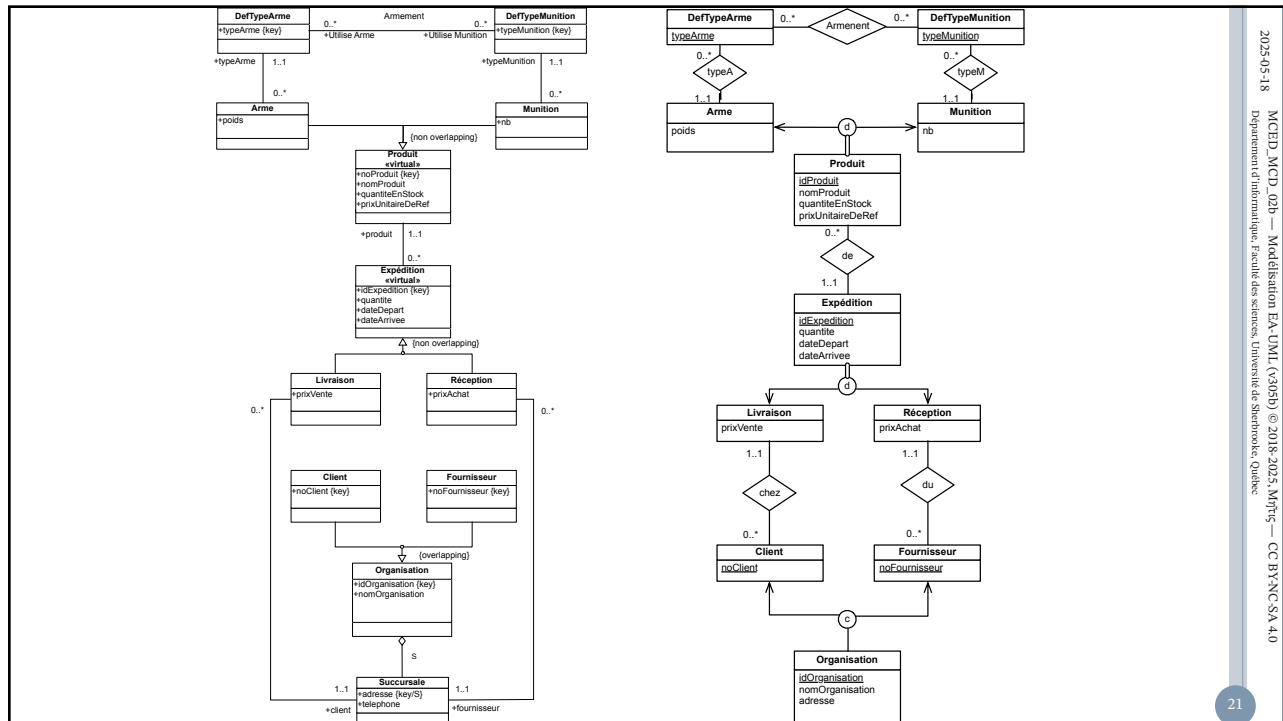 DefTypeArme
+typeArme {key}
Armement
0..*
0..*
+Utilise Arme
+Utilise Munition
DefTypeMunition
+typeMunition {key}
+typeArme
1..1
+typeMunition
1..1
0..*
0..*
Arme
+poids
Munition
+nb
{non overlapping}
Produit
«virtual»
+noProduit {key}
+nomProduit
+quantiteEnStock
+prixUnitaireDeRef
+produit
1..1
0..*
Expédition
«virtual»
+idExpedition {key}
+quantite
+dateDepart
+dateArrivee
{non overlapping}
Livraison
+prixVente
Réception
+prixAchat
0..*
0..*
Client
+noClient {key}
Fournisseur
+noFournisseur {key}
{overlapping}
Organisation
+idOrganisation {key}
+nomOrganisation
S
Succursale
+adresse {key/S}
+telephone
1..1
+client
1..1
+fournisseur
DefTypeArme
typeArme
0..*
Armenent
0..*
DefTypeMunition
typeMunition
0..*
typeA
1..1
0..*
typeM
1..1
Arme
poids
d
Munition
nb
Produit
idProduit
nomProduit
quantiteEnStock
prixUnitaireDeRef
0..*
de
1..1
Expédition
idExpedition
quantite
dateDepart
dateArrivee
d
Livraison
prixVente
Réception
prixAchat
1..1
chez
0..*
1..1
du
0..*
Client
noClient
Fournisseur
noFournisseur
c
Organisation
idOrganisation
nomOrganisation
adresse
2025-05-18
MCED_MCD_02b — Modélisation EA-UML (v305b) © 2018-2025, Μῆτις — CC BY-NC-SA 4.0
Département d'informatique, Faculté des sciences, Université de Sherbrooke, Québec
21